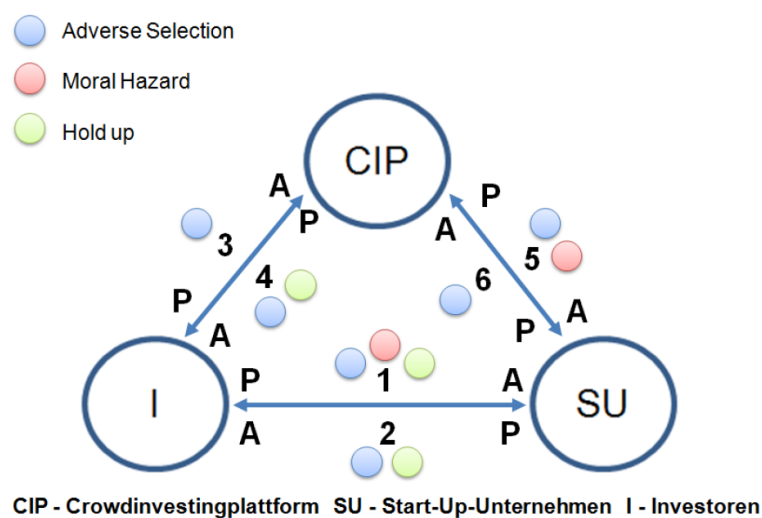 Adverse Selection
Moral Hazard
Hold up
CIP
A
P
P
A
3
5
4
6
P
A
A
P
I
P
1
A
SU
A
2
P
CIP - Crowdinvestingplattform SU - Start-Up-Unternehmen I - Investoren